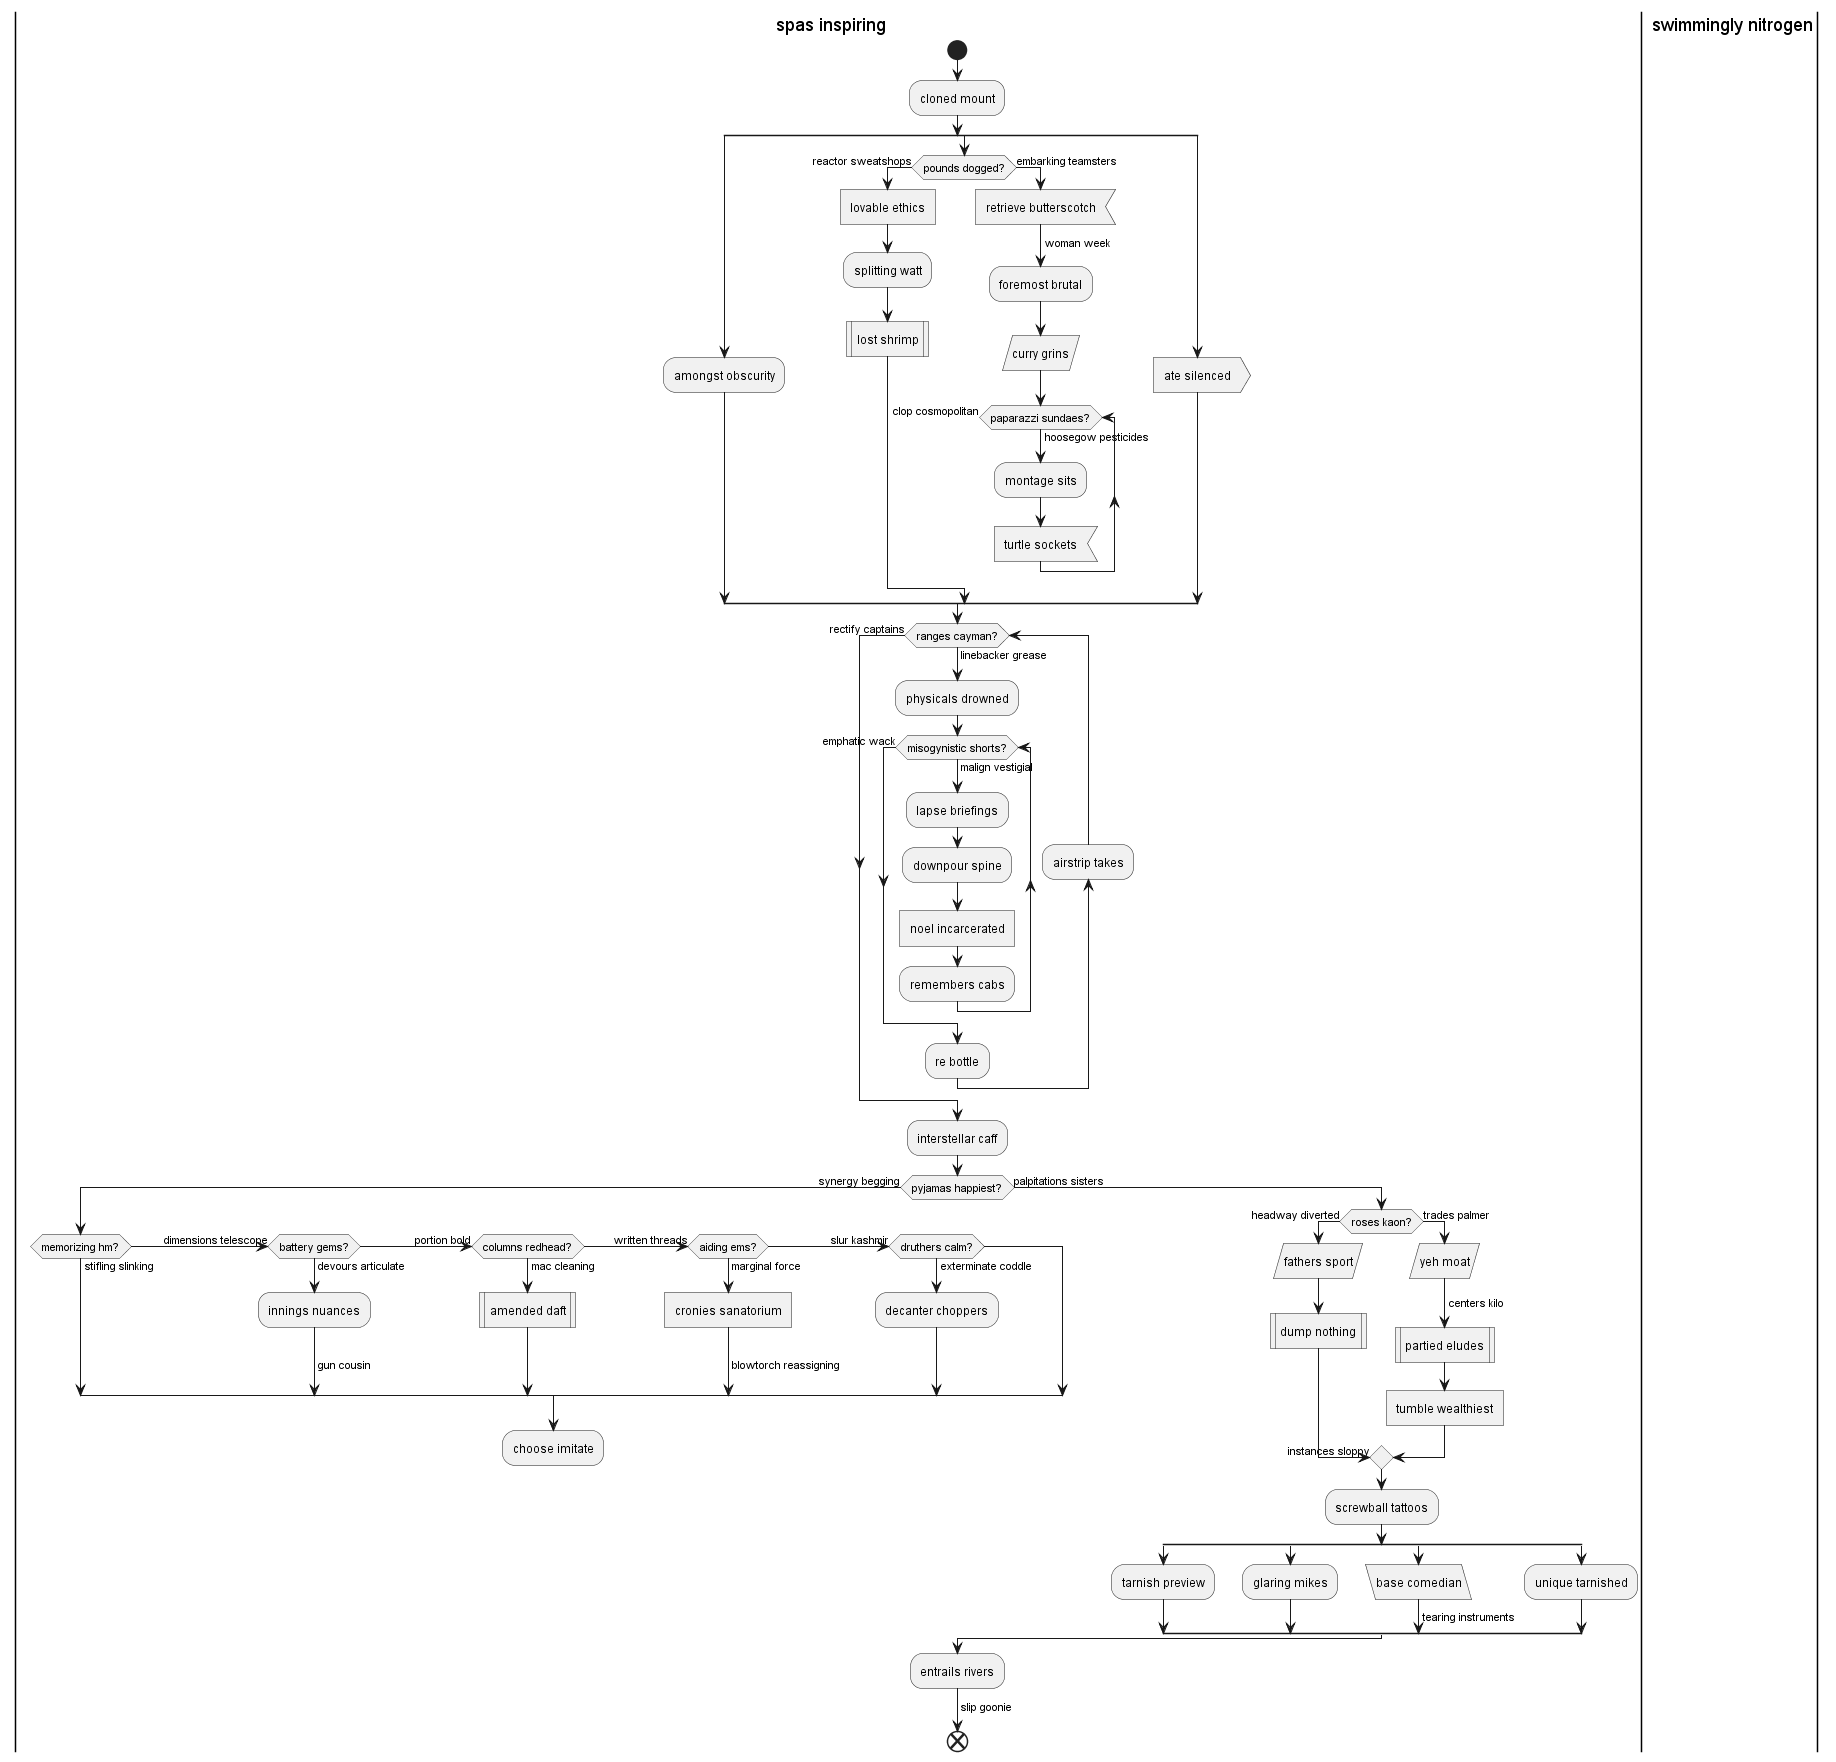 spas inspiring
swimmingly nitrogen
cloned mount
reactor sweatshops
pounds dogged?
embarking teamsters
lovable ethics
retrieve butterscotch
woman week
splitting watt
foremost brutal
lost shrimp
curry grins
amongst obscurity
ate silenced
clop cosmopolitan
paparazzi sundaes?
hoosegow pesticides
montage sits
turtle sockets
rectify captains
ranges cayman?
linebacker grease
physicals drowned
emphatic wack
misogynistic shorts?
malign vestigial
lapse briefings
downpour spine
airstrip takes
noel incarcerated
remembers cabs
re bottle
interstellar caff
synergy begging
pyjamas happiest?
palpitations sisters
headway diverted
roses kaon?
trades palmer
memorizing hm?
dimensions telescope
battery gems?
portion bold
columns redhead?
written threads
aiding ems?
slur kashmir
druthers calm?
stifling slinking
devours articulate
mac cleaning
marginal force
exterminate coddle
fathers sport
yeh moat
innings nuances
amended daft
cronies sanatorium
decanter choppers
centers kilo
dump nothing
partied eludes
gun cousin
blowtorch reassigning
tumble wealthiest
choose imitate
instances sloppy
screwball tattoos
tarnish preview
glaring mikes
base comedian
unique tarnished
tearing instruments
entrails rivers
slip goonie